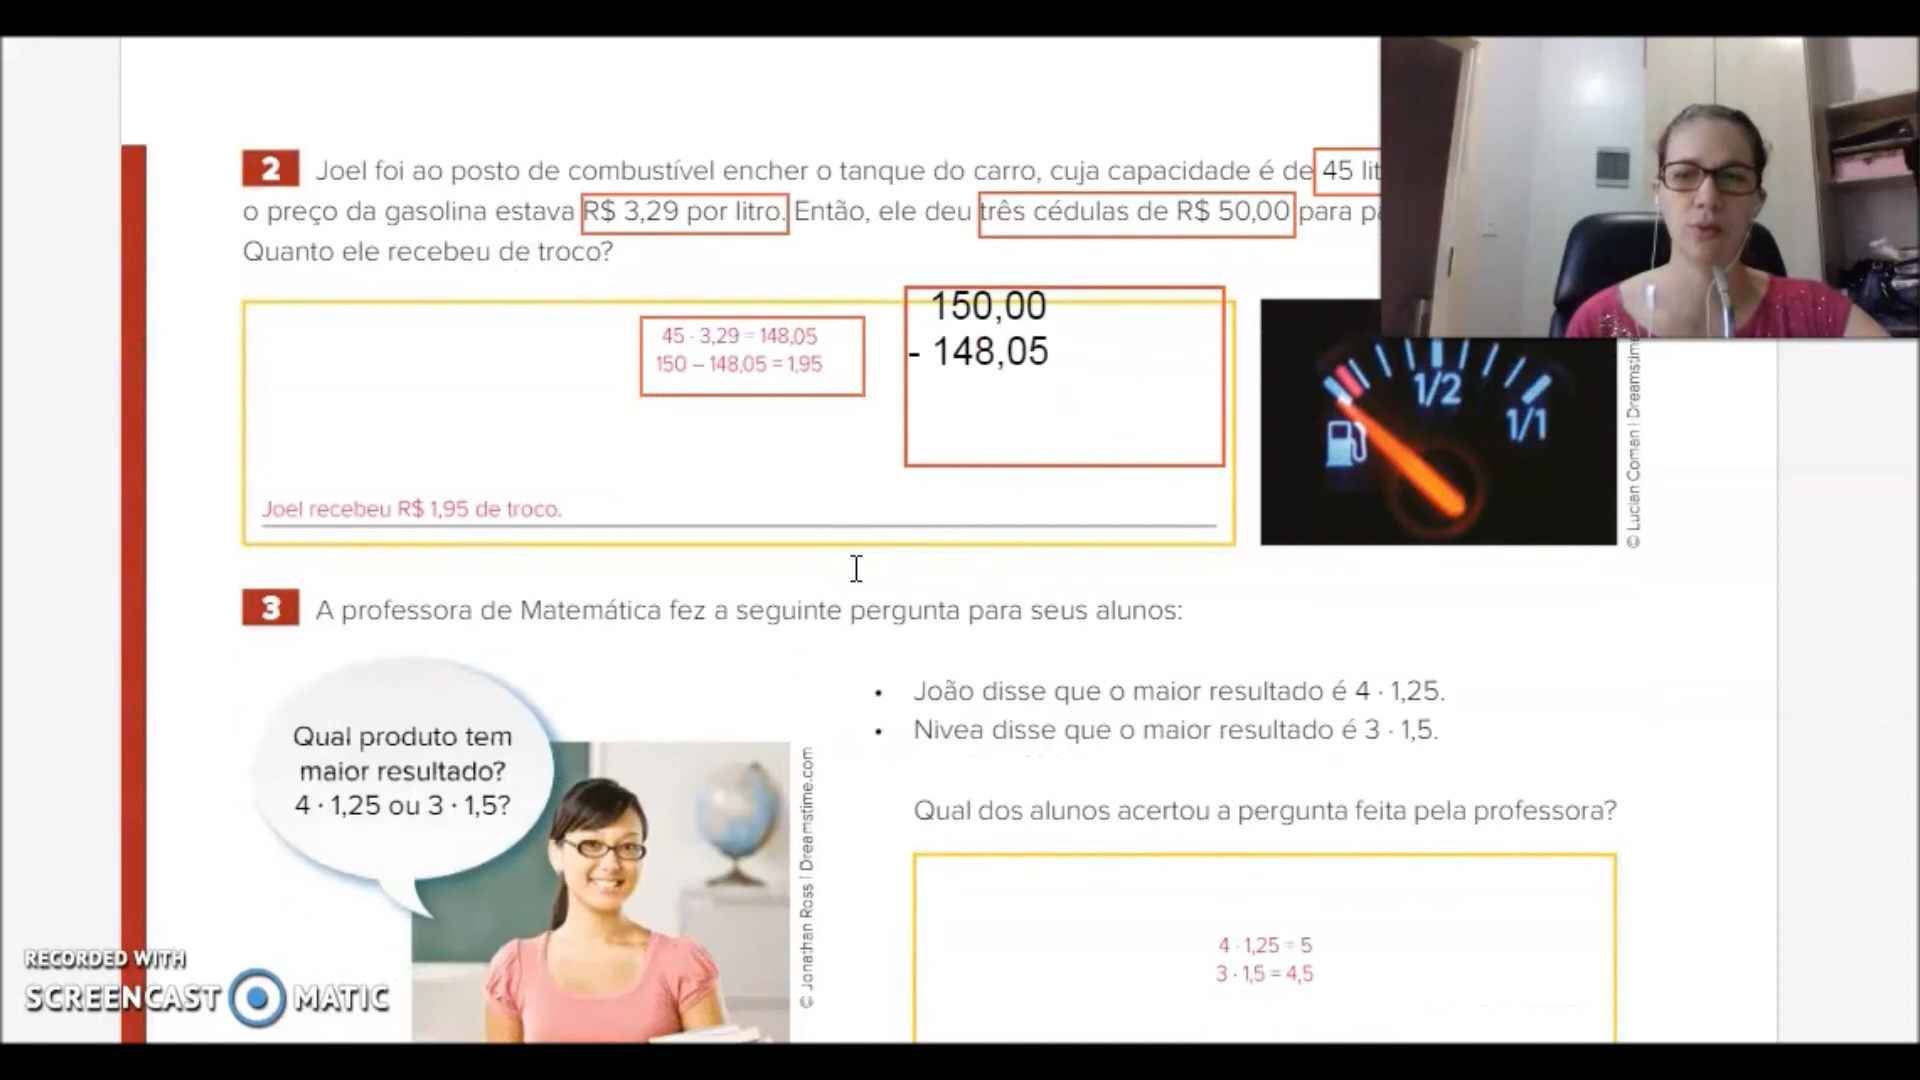 2 Joel foi ao posto de combustível encher o tanque do carro, cuja capacidade é de 45
o preço da gasolina estava R$ 3,29 por litro. Então, ele deu três cédulas de R$ 50,00 para
Quanto ele recebeu de troco?
45 · 3,29 = 148,05
150 – 148,05 = 1,95
150,00
- 148,05
Joel recebeu R$ 1,95 de troco.
1/2
1/1
© Lucian Coman | Dreamstime
3 A professora de Matemática fez a seguinte pergunta para seus alunos:
Qual produto tem
maior resultado?
4 · 1,25 ou 3 · 1,5?
© Jonathan Ross | Dreamstime.com
• João disse que o maior resultado é 4 · 1,25.
• Nivea disse que o maior resultado é 3 · 1,5.
Qual dos alunos acertou a pergunta feita pela professora?
4 · 1,25 = 5
3 · 1,5 = 4,5
RECORDED WITH
SCREENCAST MATIC